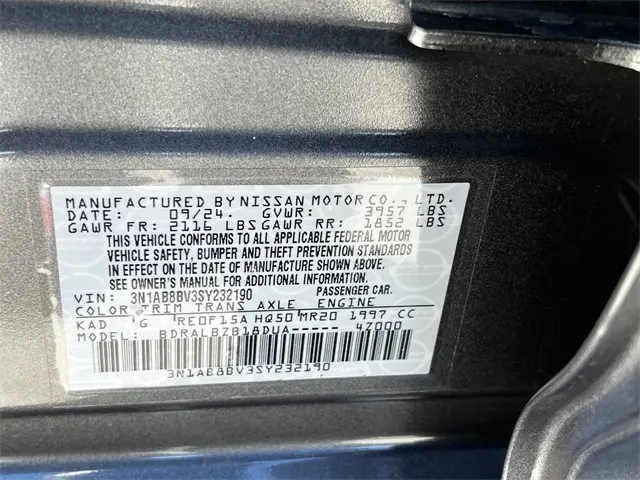 MANUFACTURED BY NISSAN MOTOR CO., LTD.
DATE: 09/24. GVWR: 3957 LBS
GAWR FR: 2116 LBS GAWR RR: 1852 LBS
THIS VEHICLE CONFORMS TO ALL APPLICABLE FEDERAL MOTOR
VEHICLE SAFETY, BUMPER AND THEFT PREVENTION STANDARDS
IN EFFECT ON THE DATE OF MANUFACTURE SHOWN ABOVE.
SEE OWNER'S MANUAL FOR ADDITIONAL INFORMATION.
VIN: 3N1AB8BV3SY232190 PASSENGER CAR.
COLOR TRIM TRANS AXLE ENGINE
KAD G RE0F15A HQ50 MR20 1997 CC
MODEL: BDRALBZB18DUA----- 4Z000
3N1AB8BV3SY232190